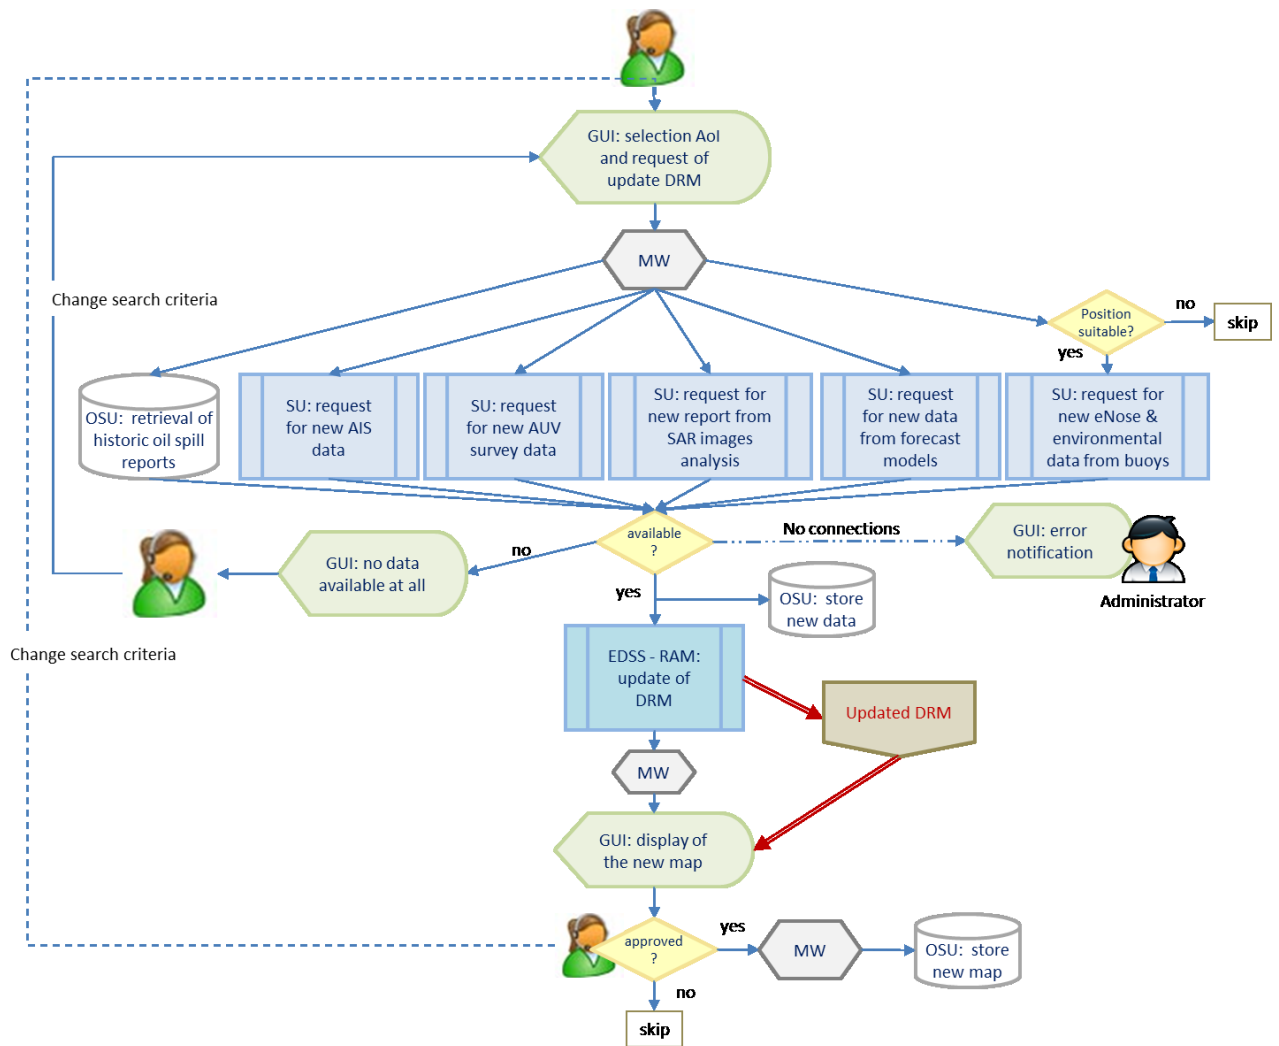 GUI: selection AoI
and request of
update DRM
MW
Change search criteria
Position
suitable?
no
skip
yes
OSU: retrieval of
historic oil spill
reports
SU: request
for new AIS
data
SU: request
for new AUV
survey data
SU: request for
new report from
SAR images
analysis
SU: request
for new data
from forecast
models
SU: request for
new eNose &
environmental
data from buoys
available
?
No connections
GUI: error
notification
Administrator
no
GUI: no data
available at all
yes
OSU: store
new data
Change search criteria
EDSS - RAM:
update of
DRM
Updated DRM
MW
GUI: display of
the new map
approved
?
yes
MW
OSU: store
new map
no
skip